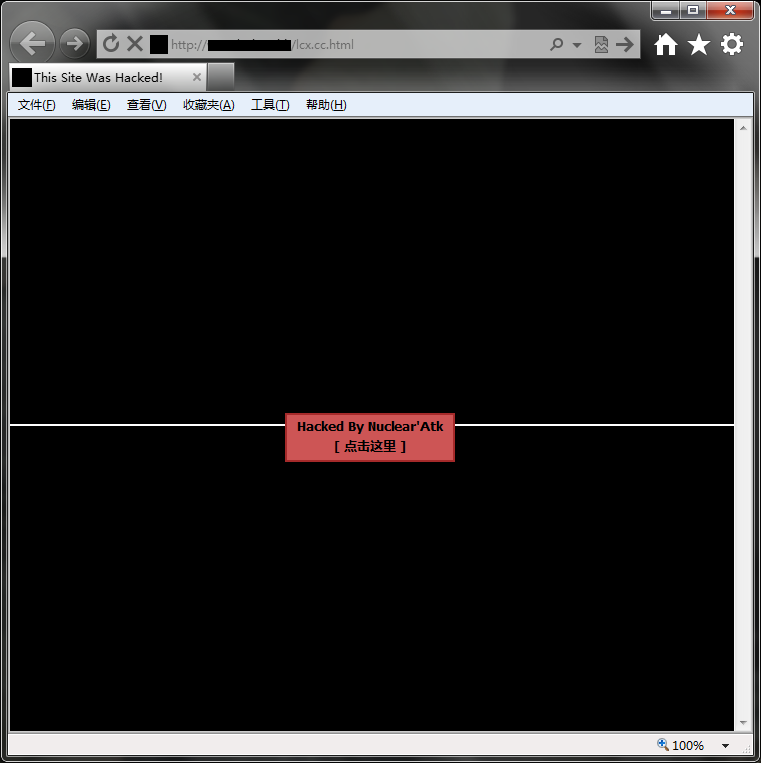 http:// /lcx.cc.html
This Site Was Hacked!
文件(F) 编辑(E) 查看(V) 收藏夹(A) 工具(T) 帮助(H)
Hacked By Nuclear'Atk
[ 点击这里 ]
100%